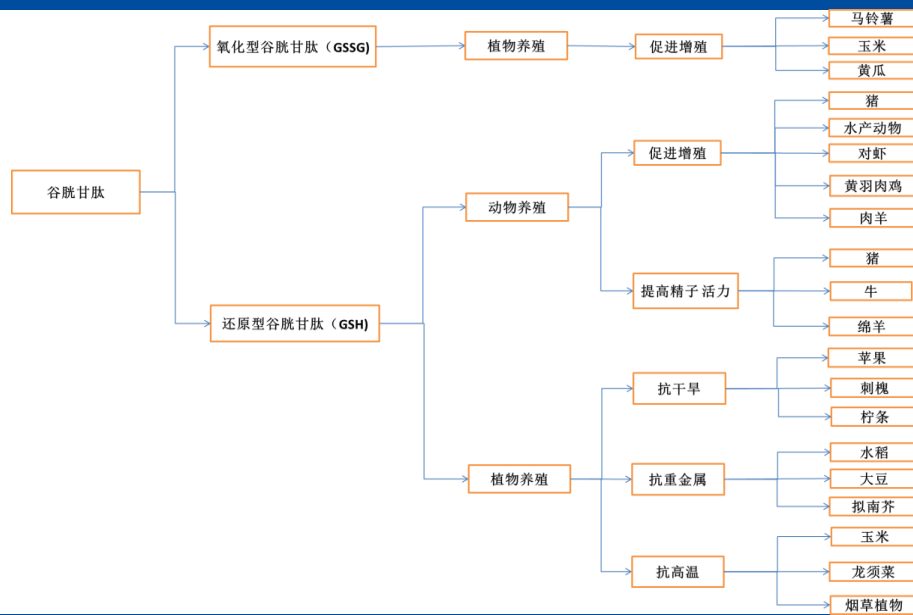 谷胱甘肽
氧化型谷胱甘肽（GSSG)
植物养殖
促进增殖
马铃薯
玉米
黄瓜
还原型谷胱甘肽（GSH)
动物养殖
促进增殖
猪
水产动物
对虾
黄羽肉鸡
肉羊
提高精子活力
猪
牛
绵羊
植物养殖
抗干旱
苹果
刺槐
柠条
抗重金属
水稻
大豆
拟南芥
抗高温
玉米
龙须菜
烟草植物